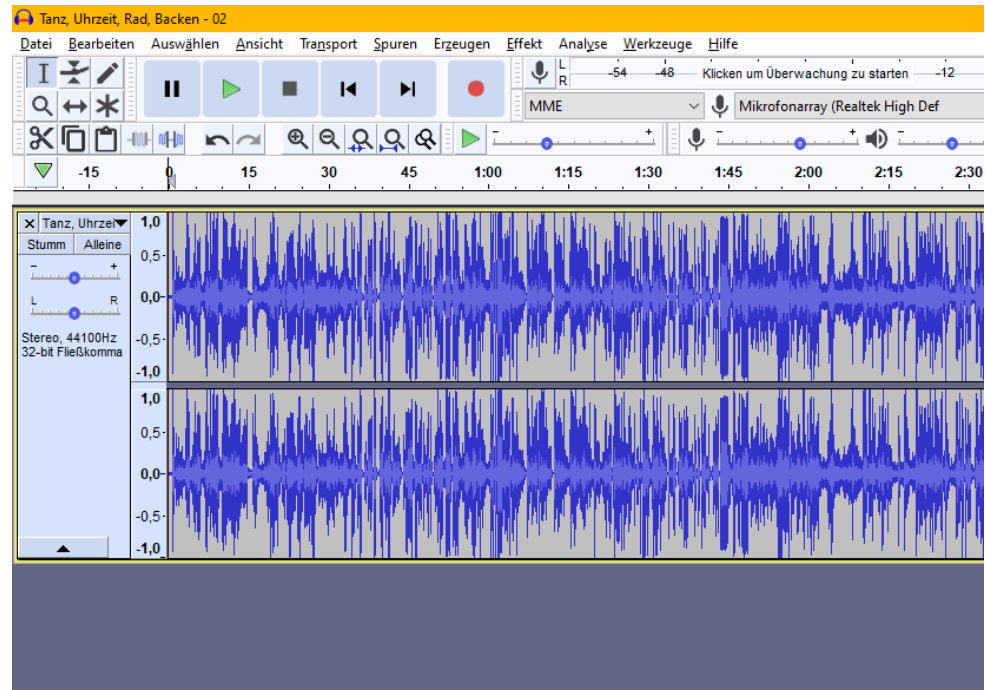 Tanz, Uhrzeit, Rad, Backen - 02
Datei Bearbeiten Auswählen Ansicht Transport Spuren Erzeugen Effekt Analyse Werkzeuge Hilfe
L
R
-54 -48 Klicken um Überwachung zu starten -12
MME Mikrofonarray (Realtek High Def
- + - + -
-15 0 15 30 45 1:00 1:15 1:30 1:45 2:00 2:15 2:30
X Tanz, Uhrzei 1,0
Stumm Alleine 0,5
- +
L R 0,0
Stereo, 44100Hz -0,5
32-bit Fließkomma
-1,0
1,0
0,5
0,0
-0,5
-1,0